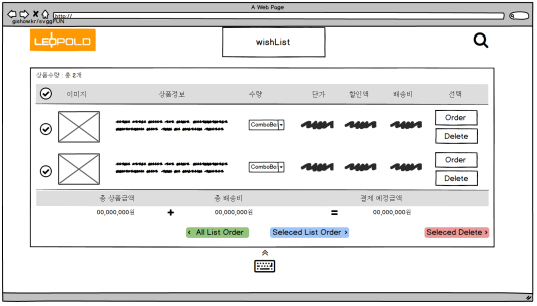 A Web Page
http://
gishow.kr/svggFUN
LEOPOLD
wishList
상품수량 : 총 2개
이미지 상품정보 수량 단가 할인액 배송비 선택
ComboBo Order
Delete
ComboBo Order
Delete
총 상품금액 총 배송비 결제 예정금액
00,000,000원 + 00,000,000원 = 00,000,000원
< All List Order Seleced List Order > Seleced Delete >